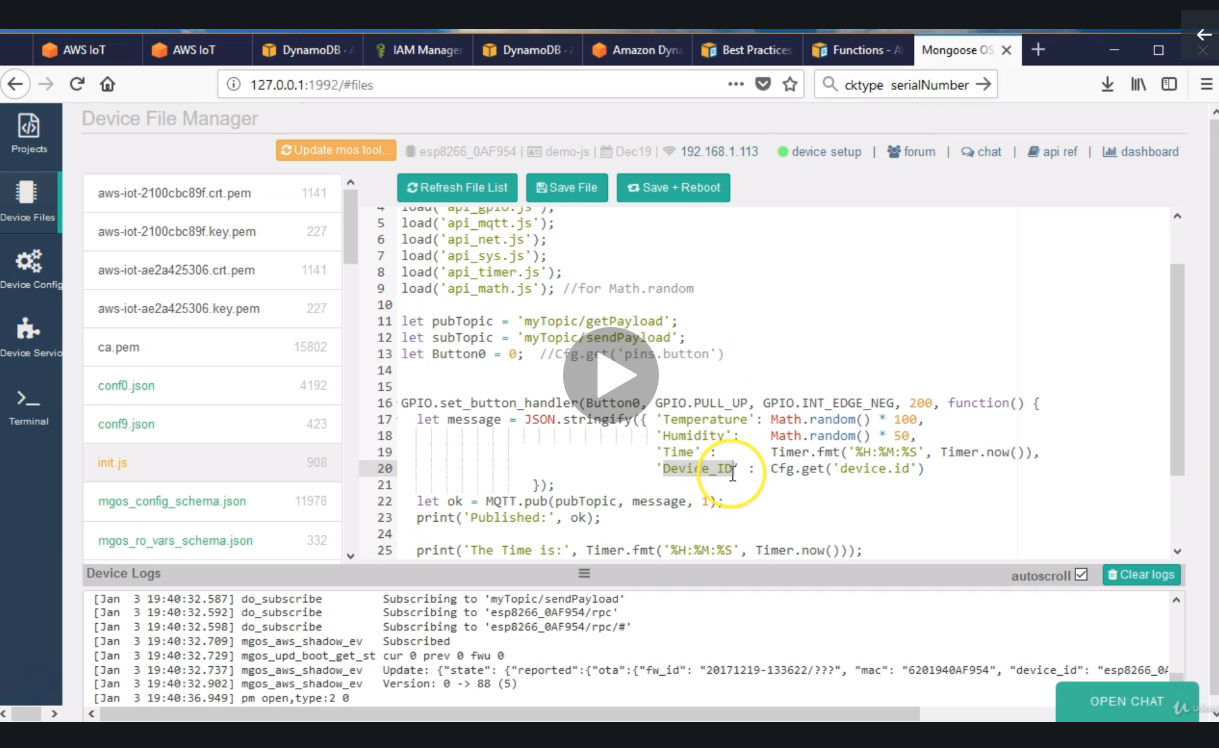 AWS IoT
AWS IoT
DynamoDB · A
IAM Manager
DynamoDB · A
Amazon Dyna
Best Practices
Functions - A
Mongoose OS
127.0.0.1:1992/#files
cktype serialNumber
Projects
Device Files
Device Config
Device Servic
Terminal
Device File Manager
Update mos tool...
esp8266_0AF954 | demo-js | Dec19 | 192.168.1.113
device setup | forum | chat | api ref | dashboard
aws-iot-2100cbc89f.crt.pem 1141
aws-iot-2100cbc89f.key.pem 227
aws-iot-ae2a425306.crt.pem 1141
aws-iot-ae2a425306.key.pem 227
ca.pem 15802
conf0.json 4192
conf9.json 423
init.js 908
mgos_config_schema.json 11978
mgos_ro_vars_schema.json 332
Refresh File List
Save File
Save + Reboot
4 load('api_gpio.js');
5 load('api_mqtt.js');
6 load('api_net.js');
7 load('api_sys.js');
8 load('api_timer.js');
9 load('api_math.js'); //for Math.random
10
11 let pubTopic = 'myTopic/getPayload';
12 let subTopic = 'myTopic/sendPayload';
13 let Button0 = 0; //Cfg.get('pins.button')
14
15
16 GPIO.set_button_handler(Button0, GPIO.PULL_UP, GPIO.INT_EDGE_NEG, 200, function() {
17 let message = JSON.stringify({ 'Temperature': Math.random() * 100,
18 'Humidity': Math.random() * 50,
19 'Time' : Timer.fmt('%H:%M:%S', Timer.now()),
20 'Device_ID' : Cfg.get('device.id')
21 });
22 let ok = MQTT.pub(pubTopic, message, 1);
23 print('Published:', ok);
24
25 print('The Time is:', Timer.fmt('%H:%M:%S', Timer.now()));
Device Logs
autoscroll
Clear logs
[Jan 3 19:40:32.587] do_subscribe Subscribing to 'myTopic/sendPayload'
[Jan 3 19:40:32.592] do_subscribe Subscribing to 'esp8266_0AF954/rpc'
[Jan 3 19:40:32.598] do_subscribe Subscribing to 'esp8266_0AF954/rpc/#'
[Jan 3 19:40:32.709] mgos_aws_shadow_ev Subscribed
[Jan 3 19:40:32.729] mgos_upd_boot_get_st cur 0 prev 0 fwu 0
[Jan 3 19:40:32.737] mgos_aws_shadow_ev Update: {"state": {"reported":{"ota":{"fw_id": "20171219-133622/???", "mac": "6201940AF954", "device_id": "esp8266_0A
[Jan 3 19:40:32.902] mgos_aws_shadow_ev Version: 0 -> 88 (5)
[Jan 3 19:40:36.949] pm open,type:2 0
OPEN CHAT